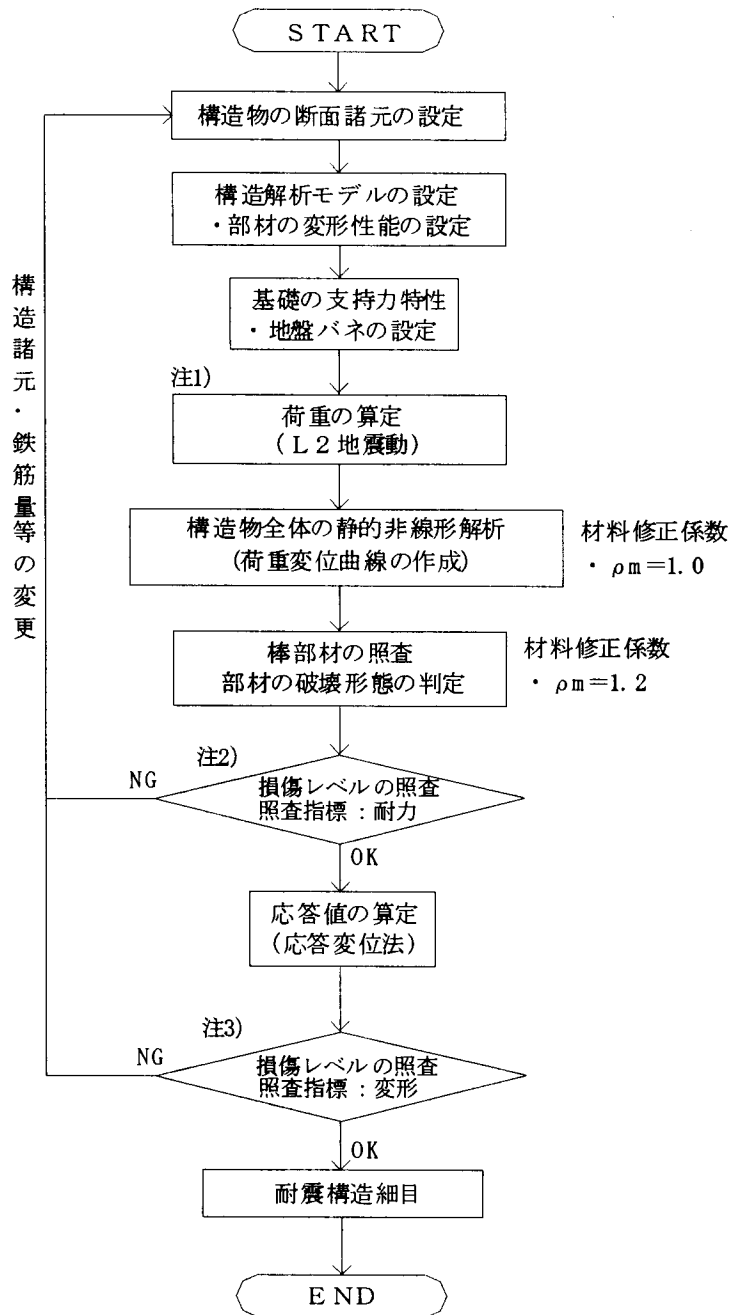 START
構造物の断面諸元の設定
構造解析モデルの設定
・部材の変形性能の設定
基礎の支持力特性
・地盤バネの設定
注1)
荷重の算定
(L2地震動)
構造物全体の静的非線形解析
(荷重変位曲線の作成)
材料修正係数
・ρm=1.0
棒部材の照査
部材の破壊形態の判定
材料修正係数
・ρm=1.2
注2)
NG
損傷レベルの照査
照査指標:耐力
OK
応答値の算定
(応答変位法)
注3)
NG
損傷レベルの照査
照査指標:変形
OK
耐震構造細目
END
構造諸元・鉄筋量等の変更